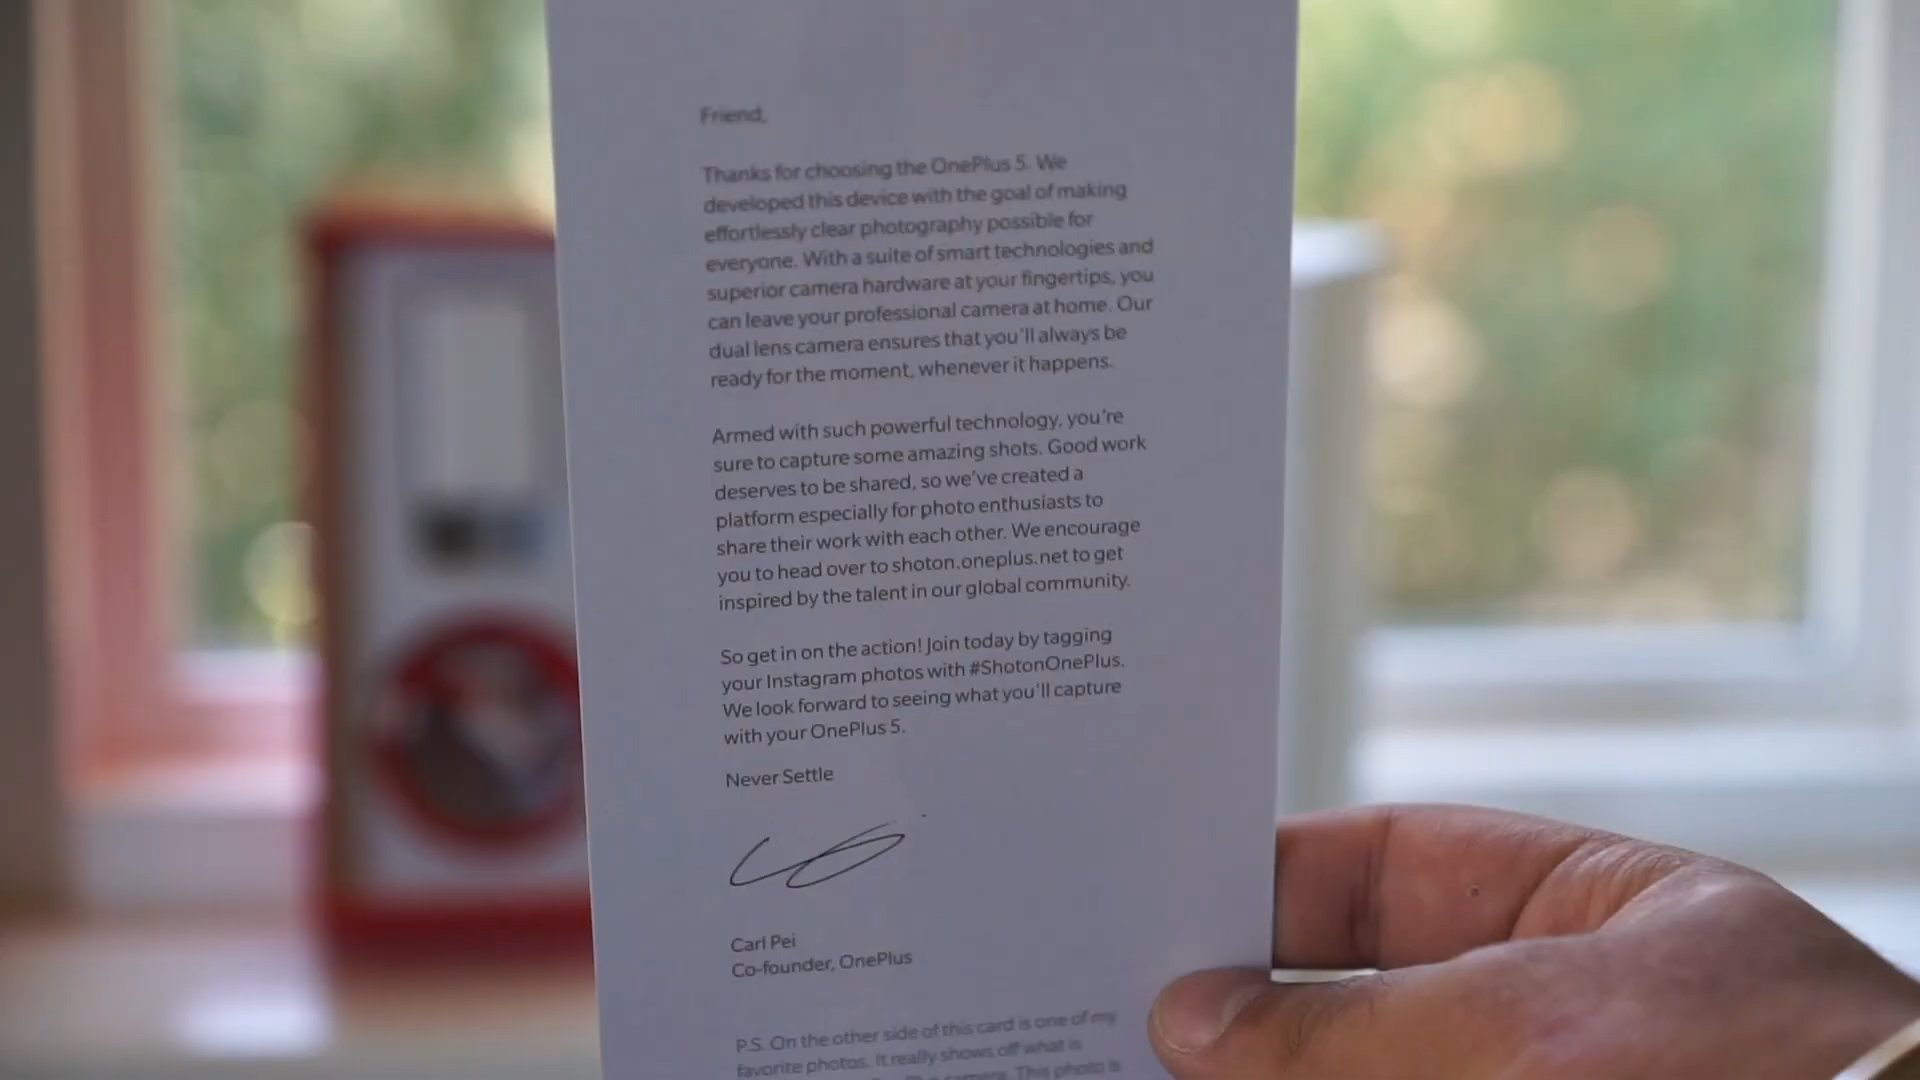 Friend,
Thanks for choosing the OnePlus 5. We
developed this device with the goal of making
effortlessly clear photography possible for
everyone. With a suite of smart technologies and
superior camera hardware at your fingertips, you
can leave your professional camera at home. Our
dual lens camera ensures that you'll always be
ready for the moment, whenever it happens.
Armed with such powerful technology, you're
sure to capture some amazing shots. Good work
deserves to be shared, so we've created a
platform especially for photo enthusiasts to
share their work with each other. We encourage
you to head over to shoton.oneplus.net to get
inspired by the talent in our global community.
So get in on the action! Join today by tagging
your Instagram photos with #ShotonOnePlus.
We look forward to seeing what you'll capture
with your OnePlus 5.
Never Settle
Carl Pei
Co-founder, OnePlus
P.S. On the other side of this card is one of my
favorite photos. It really shows off what is
camera. This photo is